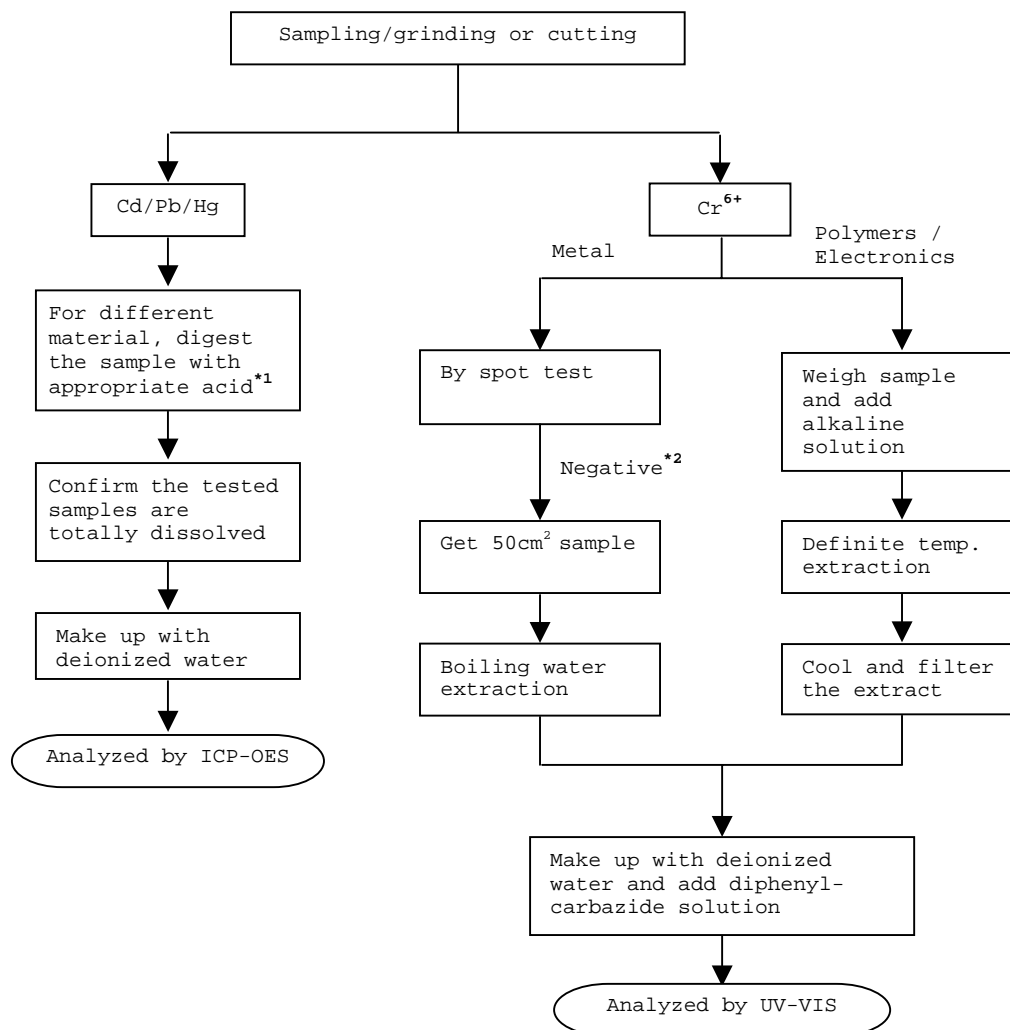 Sampling/grinding or cutting
Cd/Pb/Hg
For different
material, digest
the sample with
appropriate acid*1
Confirm the tested
samples are
totally dissolved
Make up with
deionized water
Analyzed by ICP-OES
Cr6+
Metal
Polymers /
Electronics
By spot test
Negative*2
Get 50cm2 sample
Boiling water
extraction
Weigh sample
and add
alkaline
solution
Definite temp.
extraction
Cool and filter
the extract
Make up with deionized
water and add diphenyl-
carbazide solution
Analyzed by UV-VIS